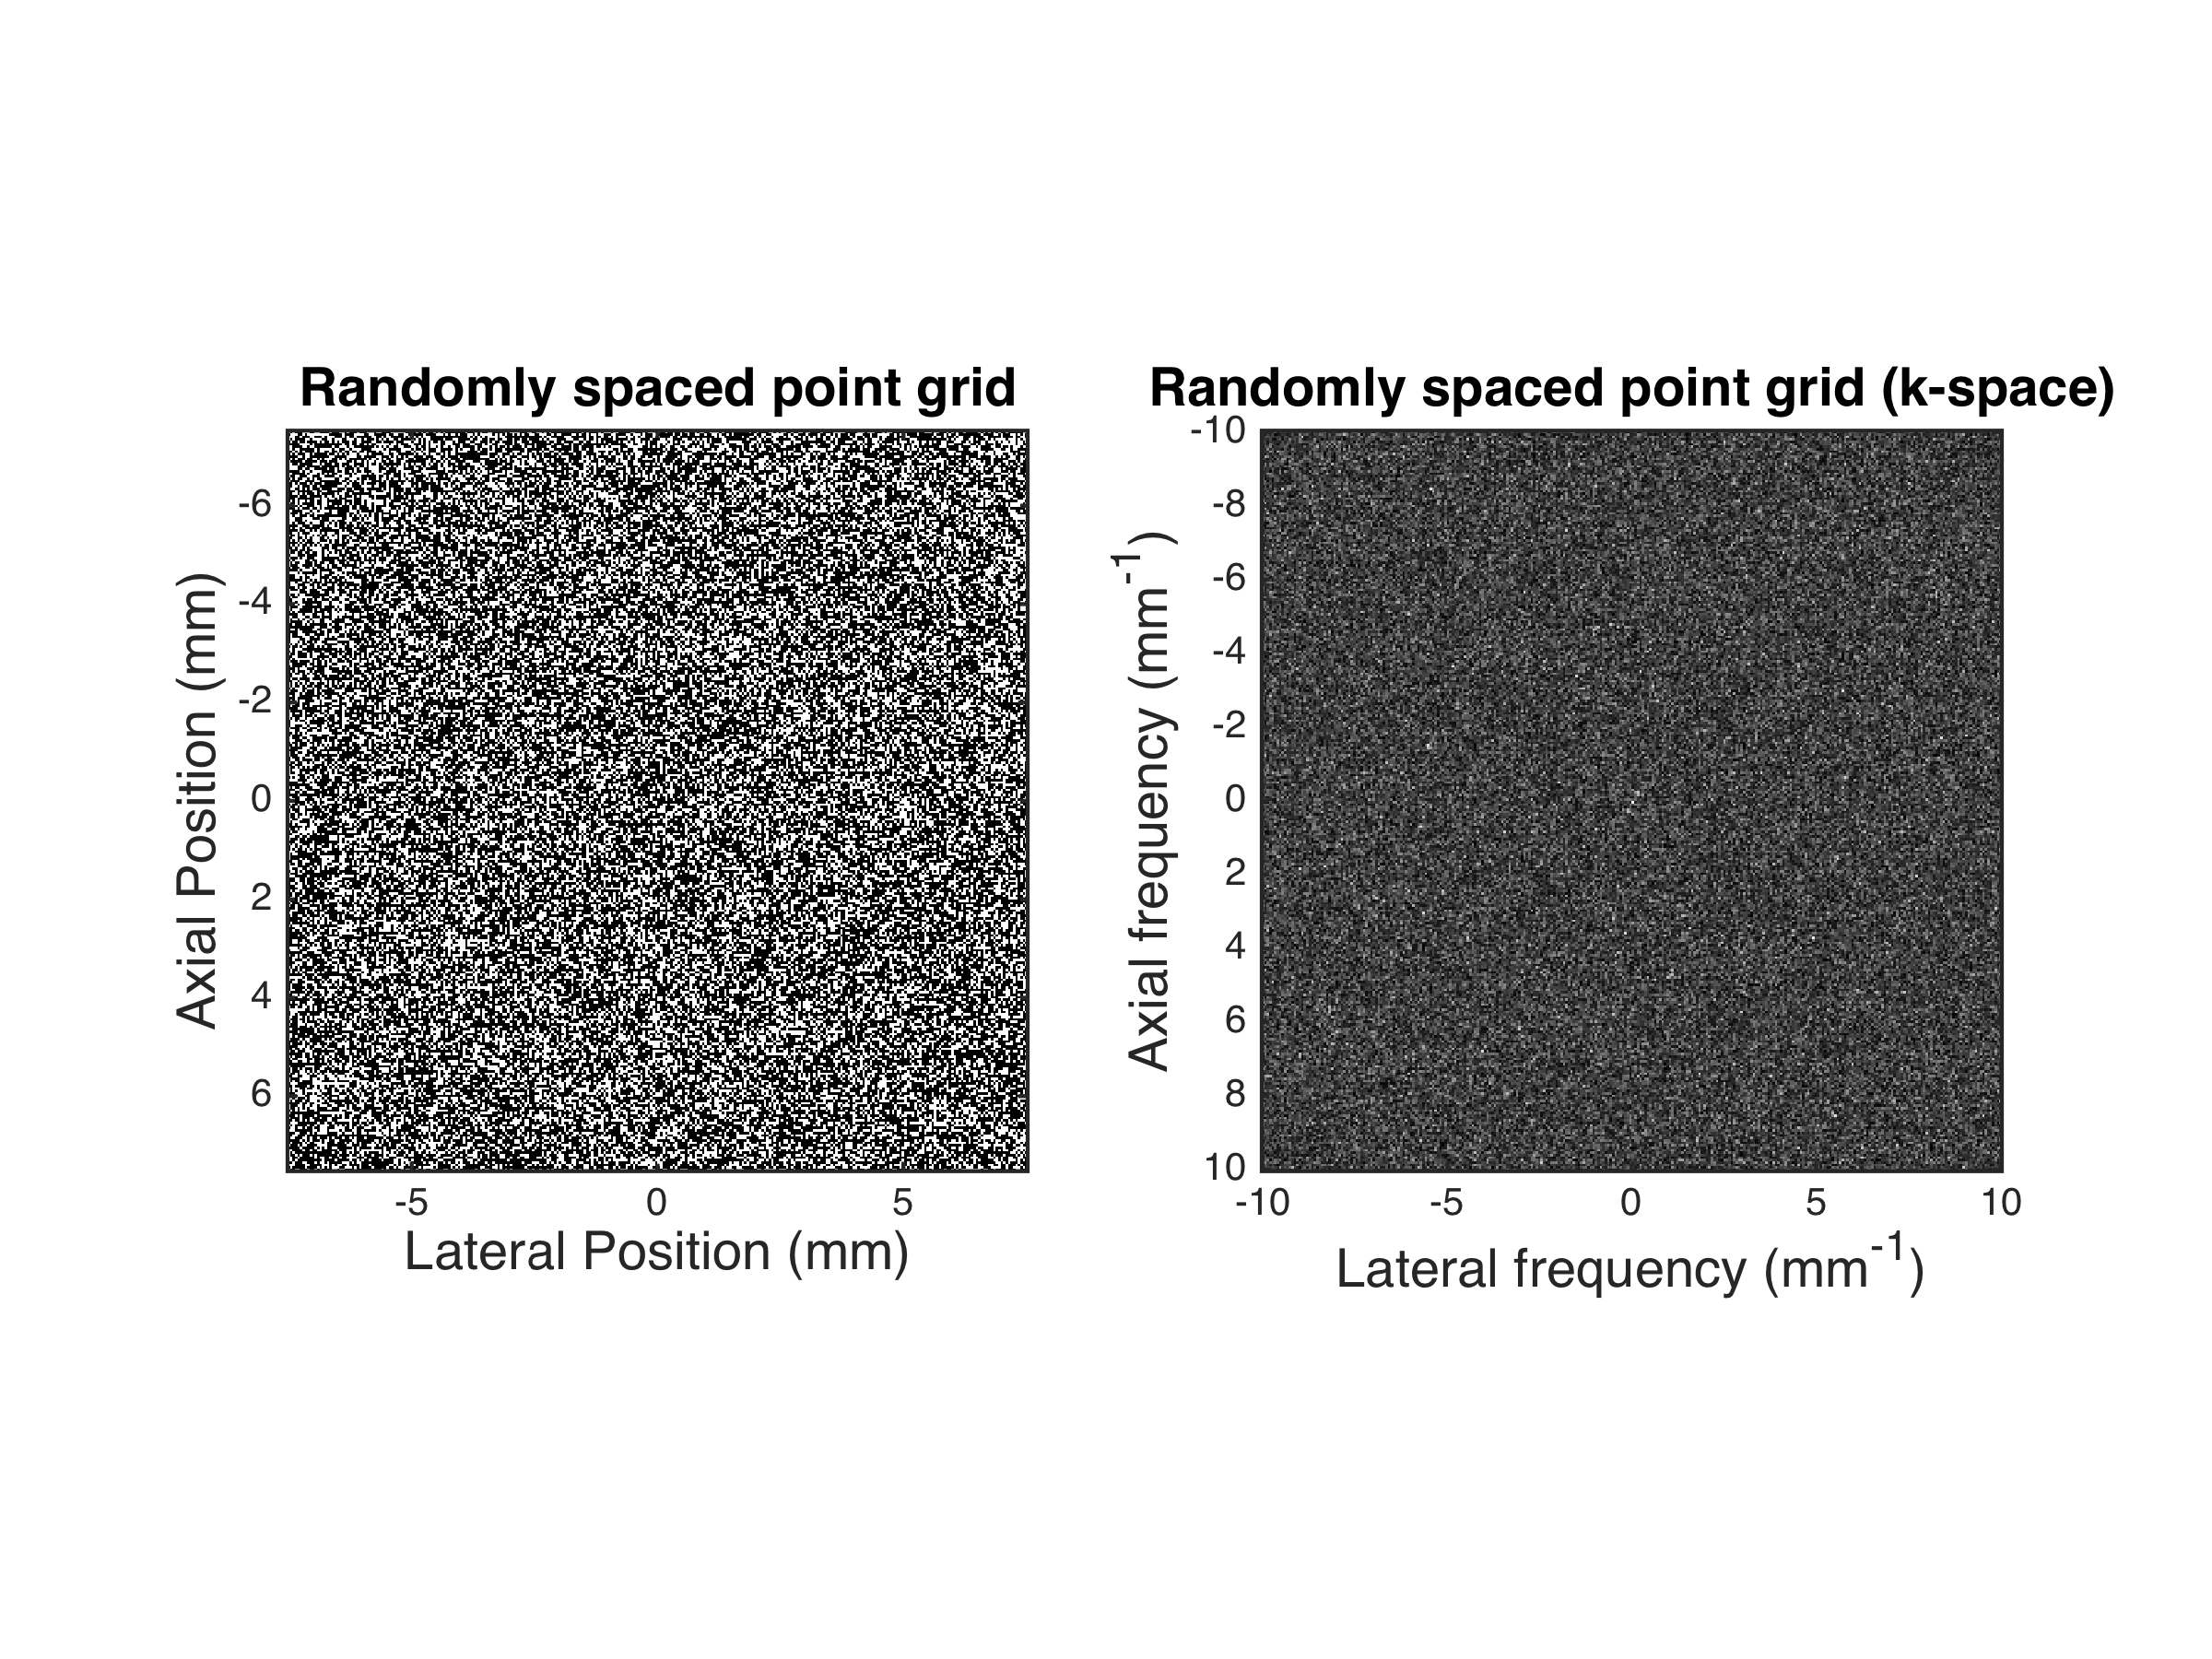 Randomly spaced point grid
Axial Position (mm)
-6
-4
-2
0
2
4
6
-5 0 5
Lateral Position (mm)
Randomly spaced point grid (k-space)
Axial frequency (mm-1)
-10
-8
-6
-4
-2
0
2
4
6
8
10
-10 -5 0 5 10
Lateral frequency (mm-1)